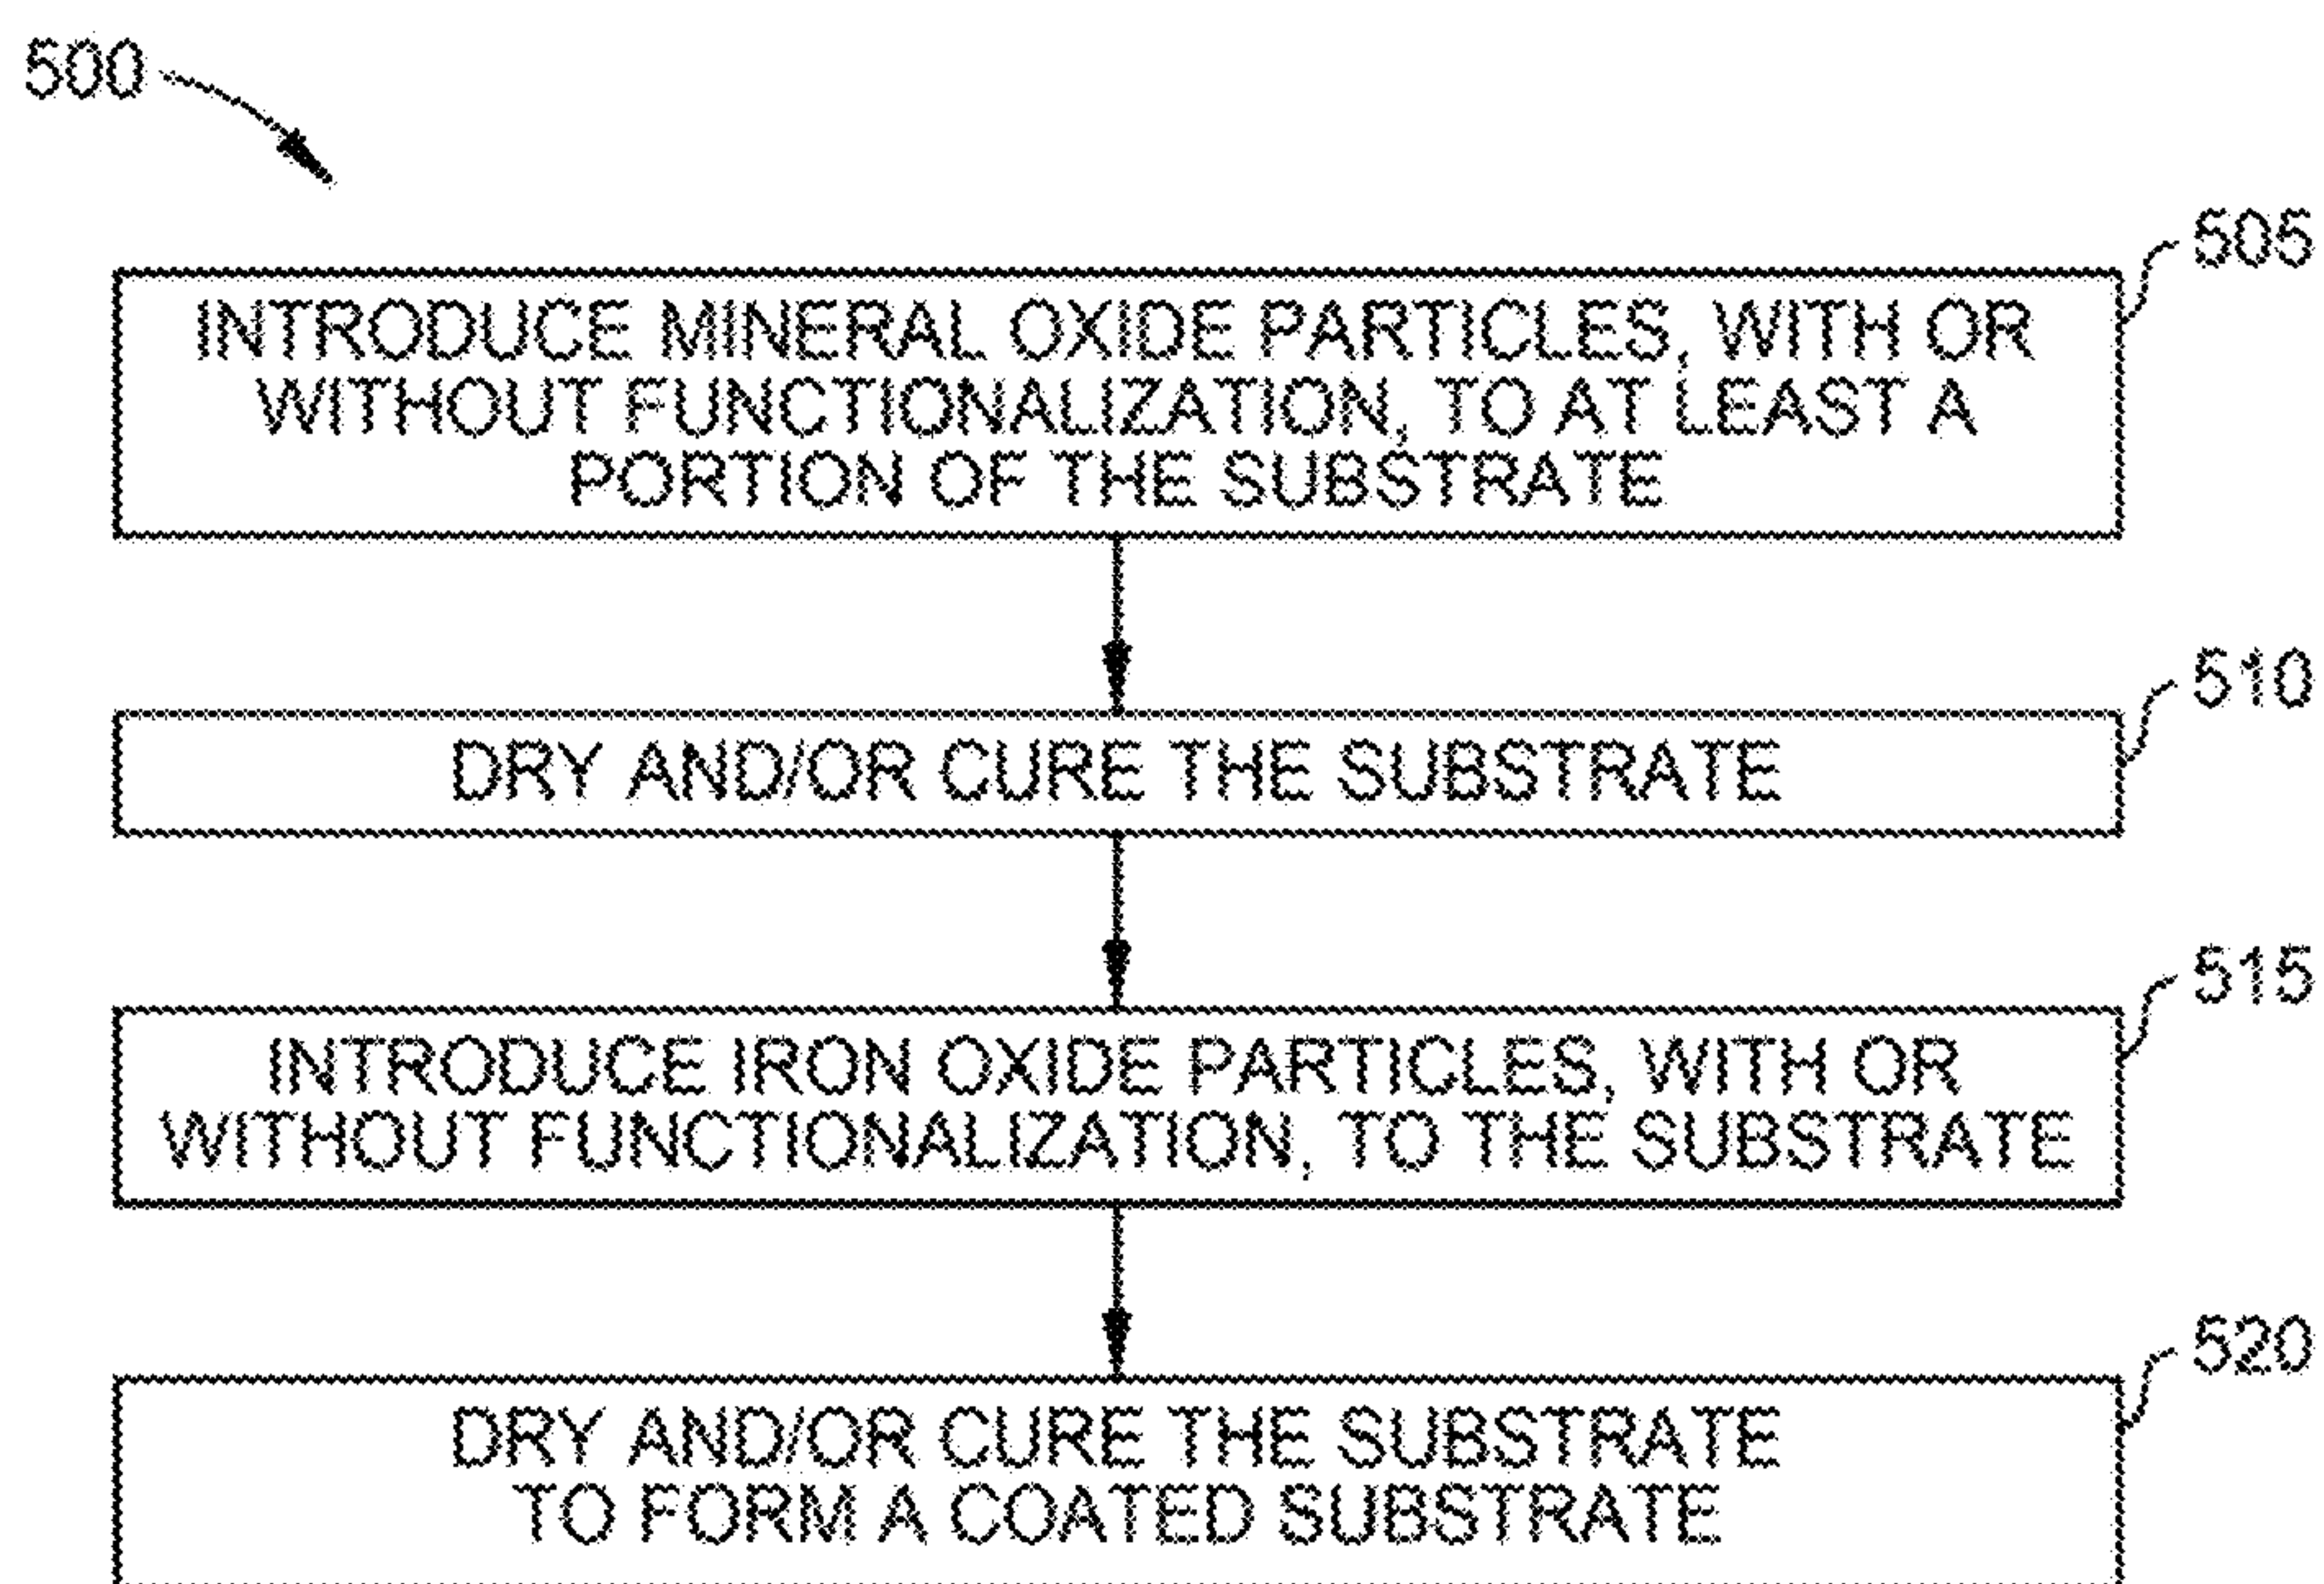 500
505
INTRODUCE MINERAL OXIDE PARTICLES, WITH OR
WITHOUT FUNCTIONALIZATION, TO AT LEAST A
PORTION OF THE SUBSTRATE
510
DRY AND/OR CURE THE SUBSTRATE
515
INTRODUCE IRON OXIDE PARTICLES, WITH OR
WITHOUT FUNCTIONALIZATION, TO THE SUBSTRATE
520
DRY AND/OR CURE THE SUBSTRATE
TO FORM A COATED SUBSTRATE